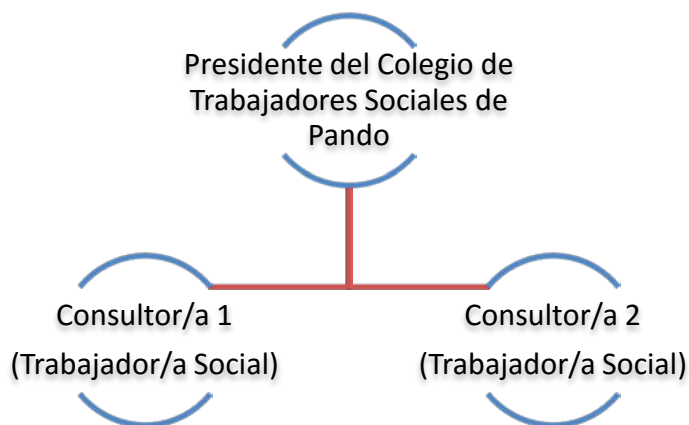 Presidente del Colegio de
Trabajadores Sociales de
Pando
Consultor/a 1
(Trabajador/a Social)
Consultor/a 2
(Trabajador/a Social)